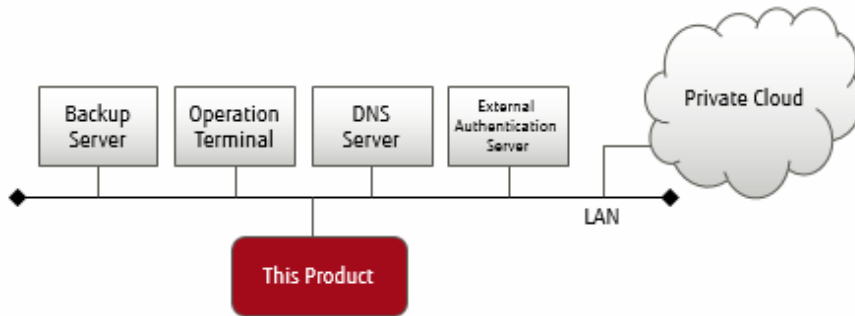 Backup
Server
Operation
Terminal
DNS
Server
External
Authentication
Server
Private Cloud
LAN
This Product